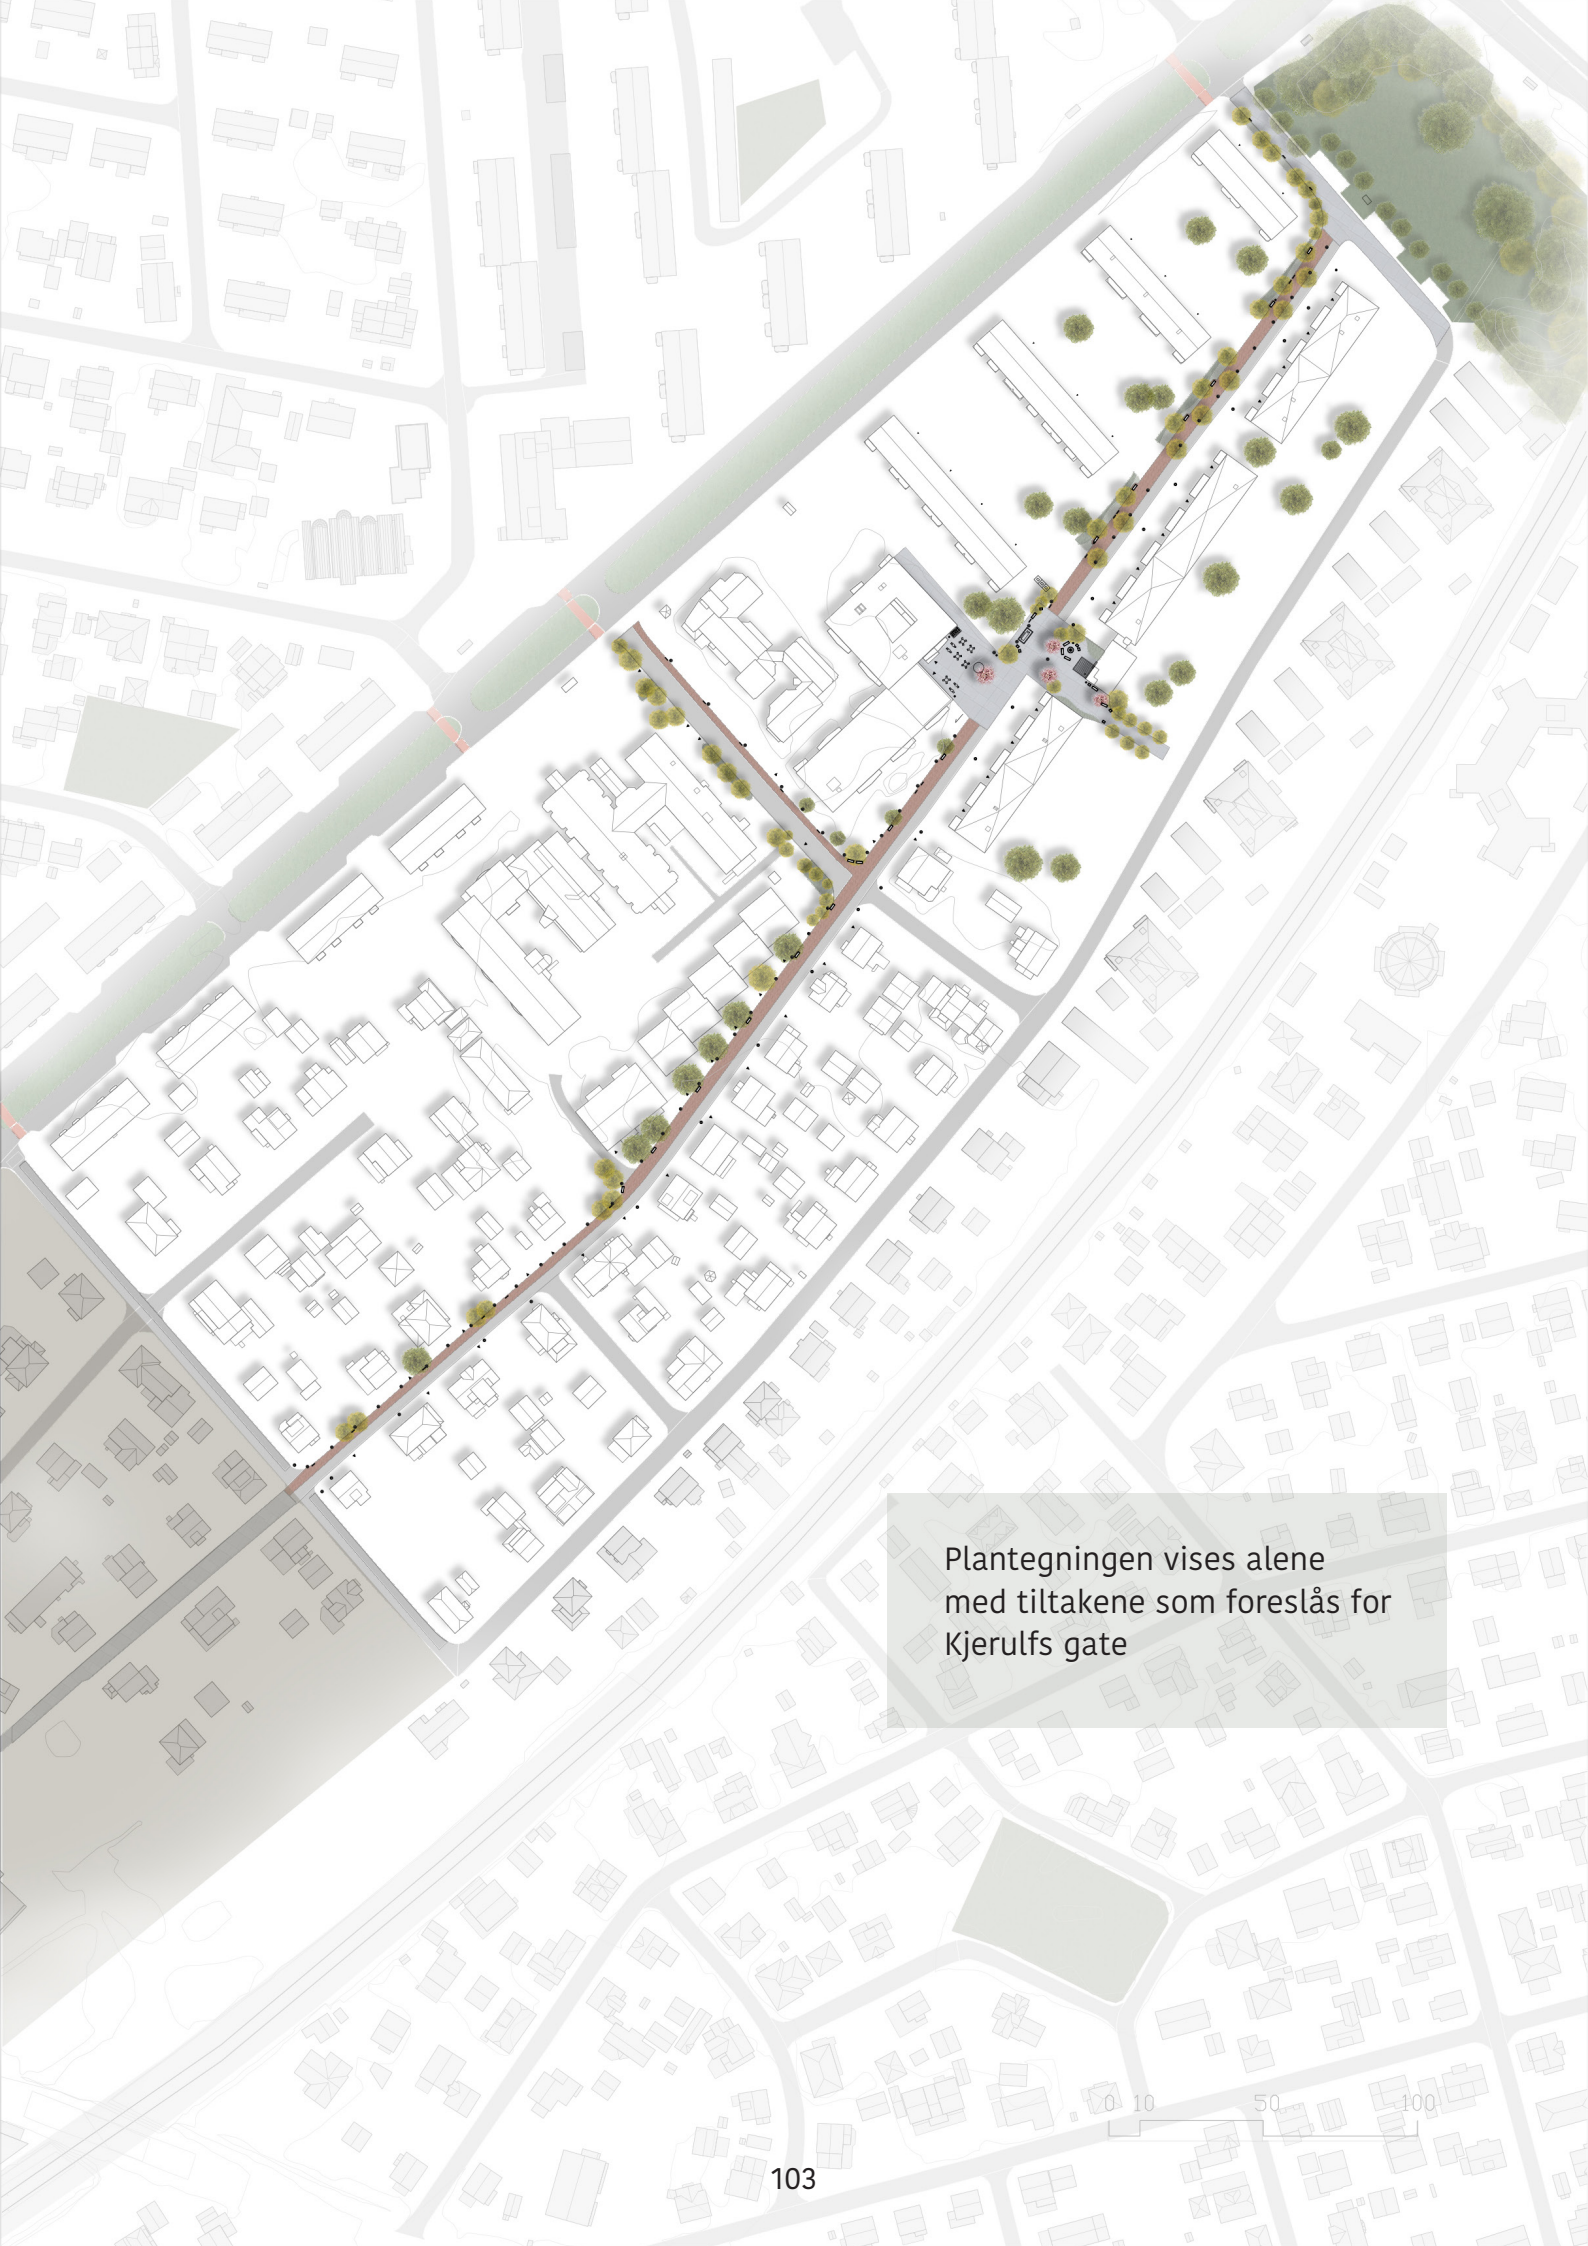 Plantegningen vises alene
med tiltakene som foreslås for
Kjerulfs gate
0 10 50 100
103